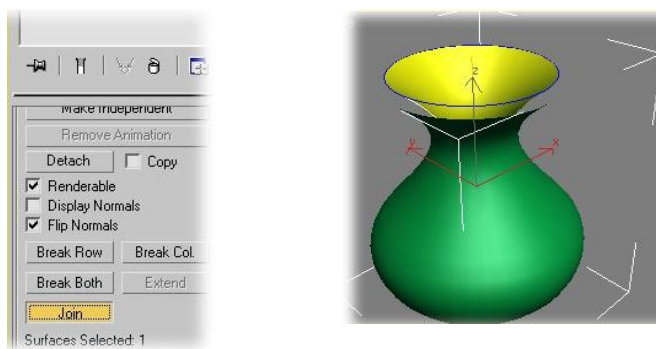 Make Independent
Remove Animation
Detach Copy
Renderable
Display Normals
Flip Normals
Break Row Break Col.
Break Both Extend
Join
Surfaces Selected: 1
z
y x